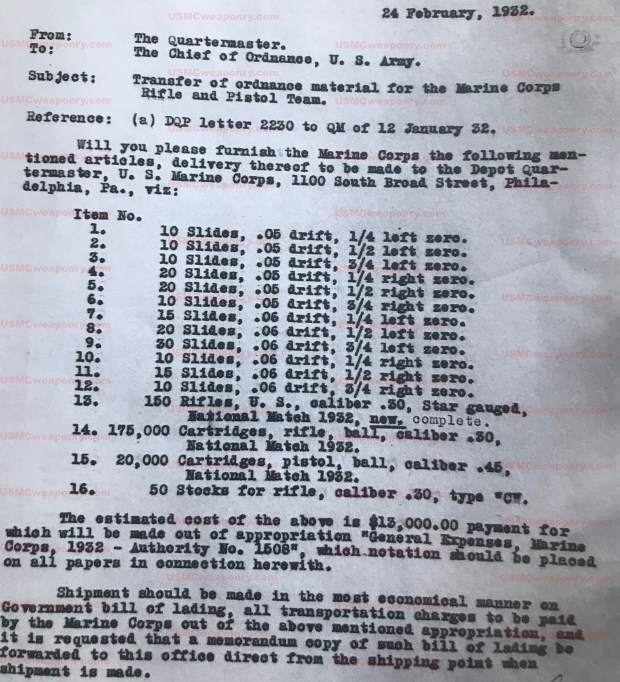 24 February, 1932.
From: The Quartermaster.
To: The Chief of Ordnance, U. S. Army.
Subject: Transfer of ordnance material for the Marine Corps
Rifle and Pistol Team.
Reference: (a) DQP letter 2230 to QM of 12 January 32.
Will you please furnish the Marine Corps the following men-
tioned articles, delivery thereof to be made to the Depot Quar-
termaster, U. S. Marine Corps, 1100 South Broad Street, Phila-
delphia, Pa., viz:
Item No.
1. 10 Slides, .05 drift, 1/4 left zero.
2. 10 Slides, .05 drift, 1/2 left zero.
3. 10 Slides, .05 drift, 3/4 left zero.
4. 20 Slides, .05 drift, 1/4 right zero.
5. 20 Slides, .05 drift, 1/2 right zero.
6. 10 Slides, .05 drift, 3/4 right zero.
7. 15 Slides, .06 drift, 1/4 left zero.
8. 20 Slides, .06 drift, 1/2 left zero.
9. 30 Slides, .06 drift, 3/4 left zero.
10. 10 Slides, .06 drift, 1/4 right zero.
11. 15 Slides, .06 drift, 1/2 right zero.
12. 10 Slides, .06 drift, 3/4 right zero.
13. 150 Rifles, U. S., caliber .30, Star gauged,
National Match 1932, new, complete.
14. 175,000 Cartridges, rifle, ball, caliber .30,
National Match 1932.
15. 20,000 Cartridges, pistol, ball, caliber .45,
National Match 1932.
16. 50 Stocks for rifle, caliber .30, type "CW.
The estimated cost of the above is $13,000.00 payment for
which will be made out of appropriation "General Expenses, Marine
Corps, 1932 - Authority No. 1508", which notation should be placed
on all papers in connection herewith.
Shipment should be made in the most economical manner on
Government bill of lading, all transportation charges to be paid
by the Marine Corps out of the above mentioned appropriation, and
it is requested that a memorandum copy of such bill of lading be
forwarded to this office direct from the shipping point when
shipment is made.
USMCweaponry.com